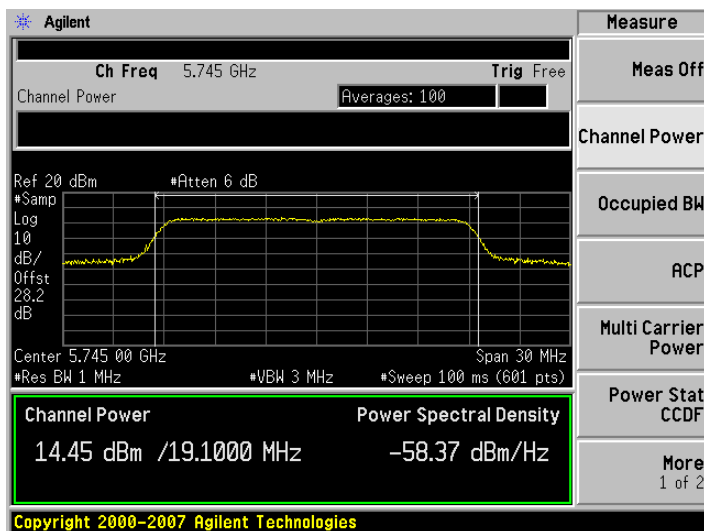 Agilent
Measure
Ch Freq 5.745 GHz Trig Free
Channel Power Averages: 100
Ref 20 dBm #Atten 6 dB
#Samp
Log
10
dB/
Offst
28.2
dB
Center 5.745 00 GHz Span 30 MHz
#Res BW 1 MHz #VBW 3 MHz #Sweep 100 ms (601 pts)
Channel Power Power Spectral Density
14.45 dBm /19.1000 MHz -58.37 dBm/Hz
Copyright 2000-2007 Agilent Technologies
Meas Off
Channel Power
Occupied BW
ACP
Multi Carrier
Power
Power Stat
CCDF
More
1 of 2